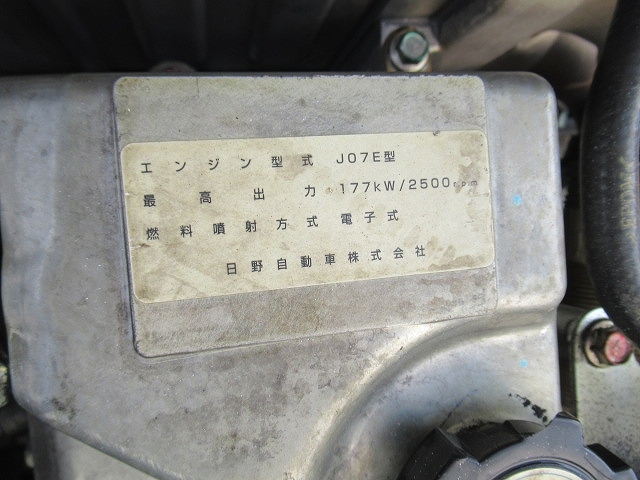 エンジン型式 J07E型
最高出力 177kW/2500rpm
燃料噴射方式 電子式
日野自動車株式会社